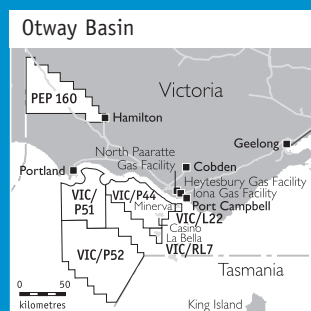 Otway Basin
Victoria
PEP 160
Hamilton
Geelong
North Paaratte
Gas Facility
Cobden
Portland
Heytesbury Gas Facility
Iona Gas Facility
VIC/
P51
VIC/P44
Minerva
Port Campbell
VIC/L22
Casino
La Bella
VIC/RL7
VIC/P52
Tasmania
0 50
kilometres
King Island